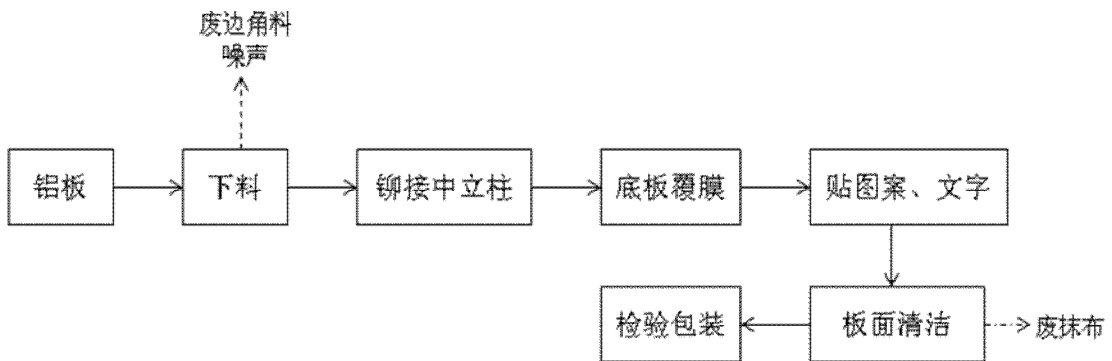 废边角料
噪声
铝板
下料
铆接中立柱
底板覆膜
贴图案、文字
检验包装
板面清洁
废抹布